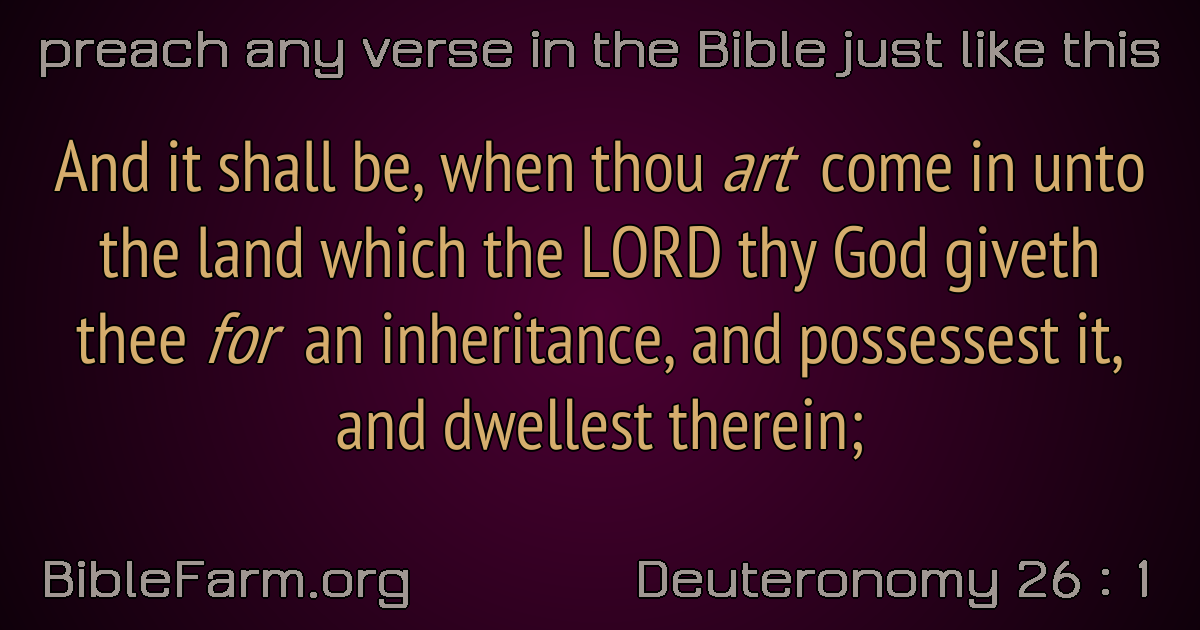 preach any verse in the Bible just like this
And it shall be, when thou art come in unto
the land which the LORD thy God giveth
thee for an inheritance, and possessest it,
and dwellest therein;
BibleFarm.org
Deuteronomy 26 : 1